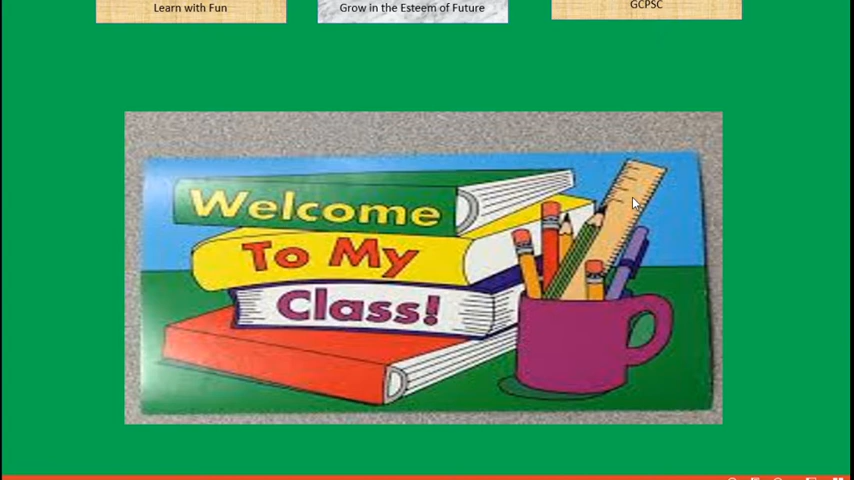 Learn with Fun
Grow in the Esteem of Future
GCPSC
Welcome
To My
Class!